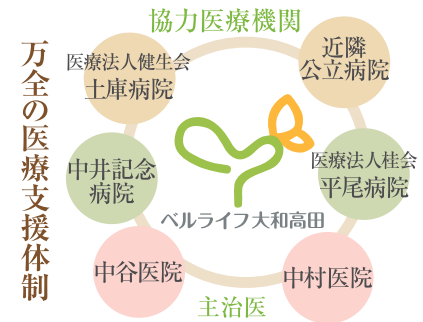 万全の医療支援体制
協力医療機関
医療法人健生会
土庫病院
近隣
公立病院
中井記念
病院
医療法人桂会
平尾病院
ベルライフ大和高田
中谷医院
中村医院
主治医